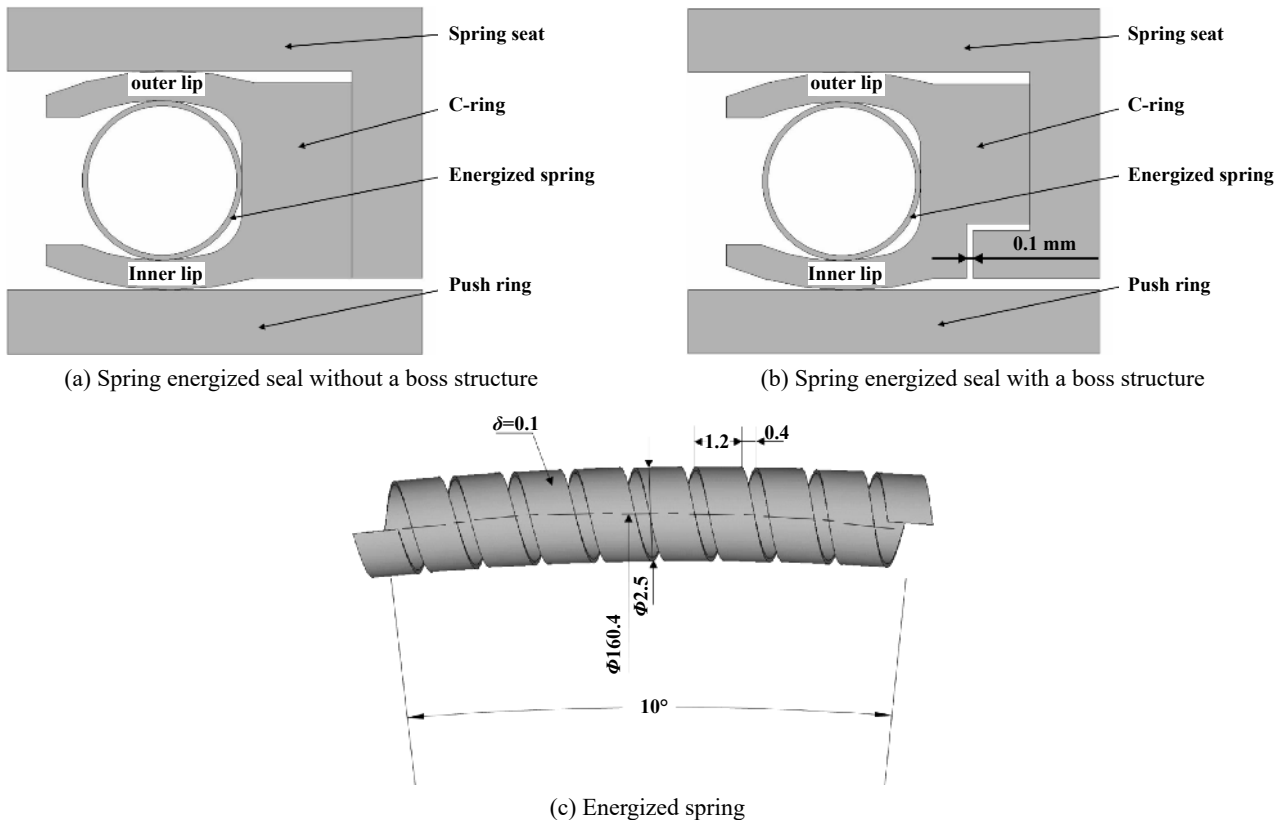 Spring seat
outer lip
C-ring
Energized spring
Inner lip
Push ring
(a) Spring energized seal without a boss structure
Spring seat
outer lip
C-ring
Energized spring
0.1 mm
Inner lip
Push ring
(b) Spring energized seal with a boss structure
δ=0.1
1.2
0.4
Φ2.5
Φ160.4
10°
(c) Energized spring